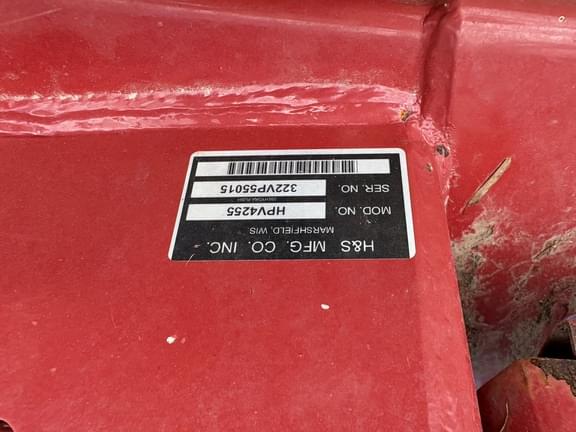 H&S MFG. CO. INC.
MARSHFIELD, WIS.
MOD. NO. HPV4255
SER. NO. 322VP55015